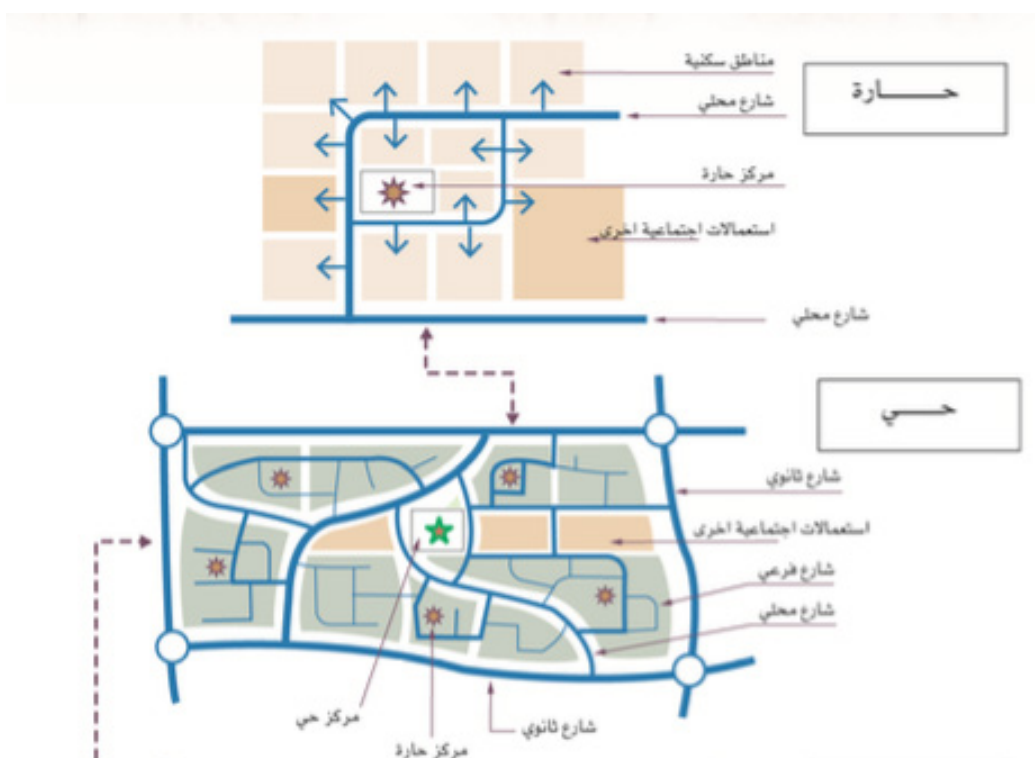 حـــارة
مناطق سكنية
شارع محلي
مركز حارة
استعمالات اجتماعية اخرى
شارع محلي
حـــي
شارع ثانوي
استعمالات اجتماعية اخرى
شارع فرعي
شارع محلي
مركز حي
شارع ثانوي
مركز حارة